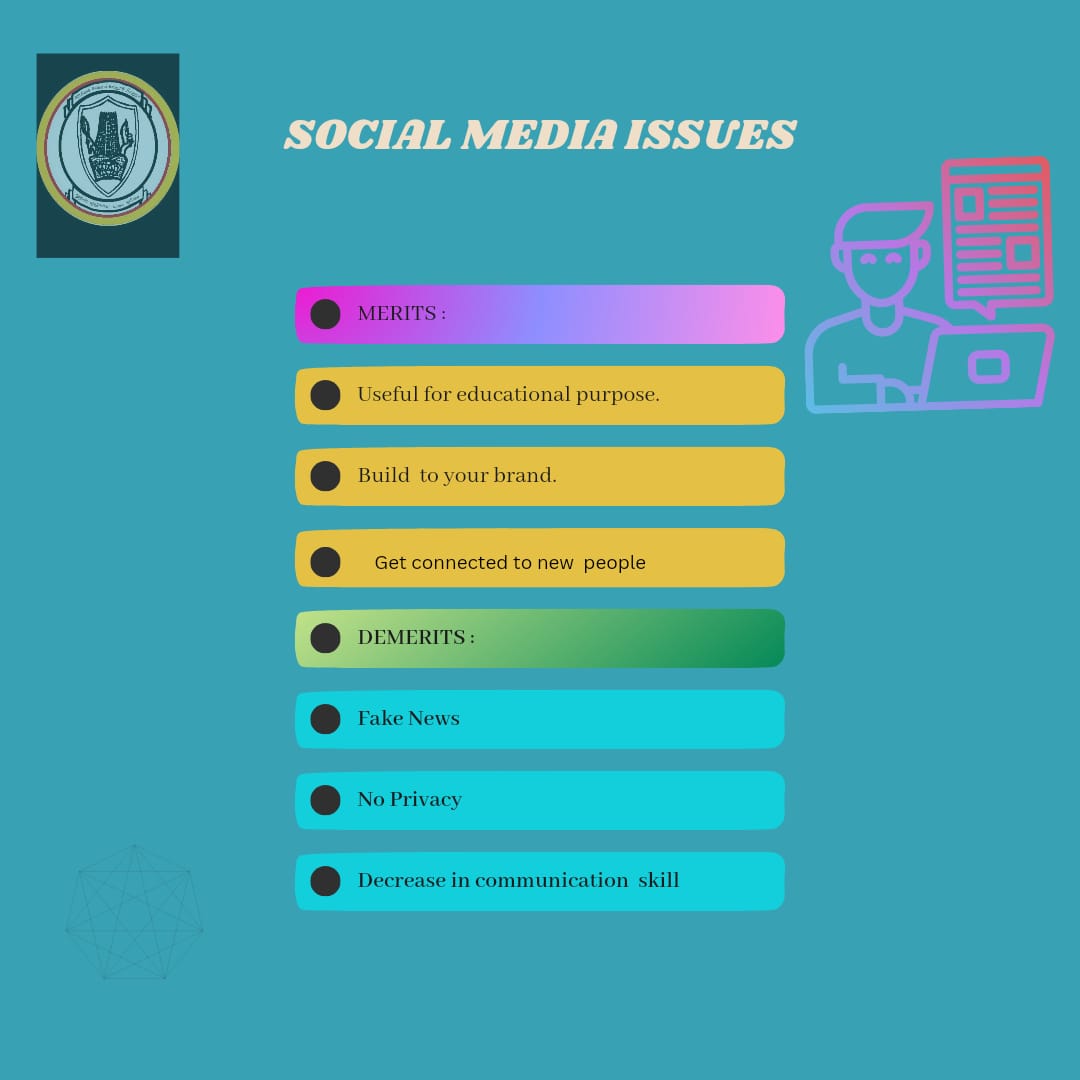 SOCIAL MEDIA ISSUES
MERITS :
Useful for educational purpose.
Build  to your brand.
Get connected to new  people
DEMERITS :
Fake News
No Privacy
Decrease in communication  skill